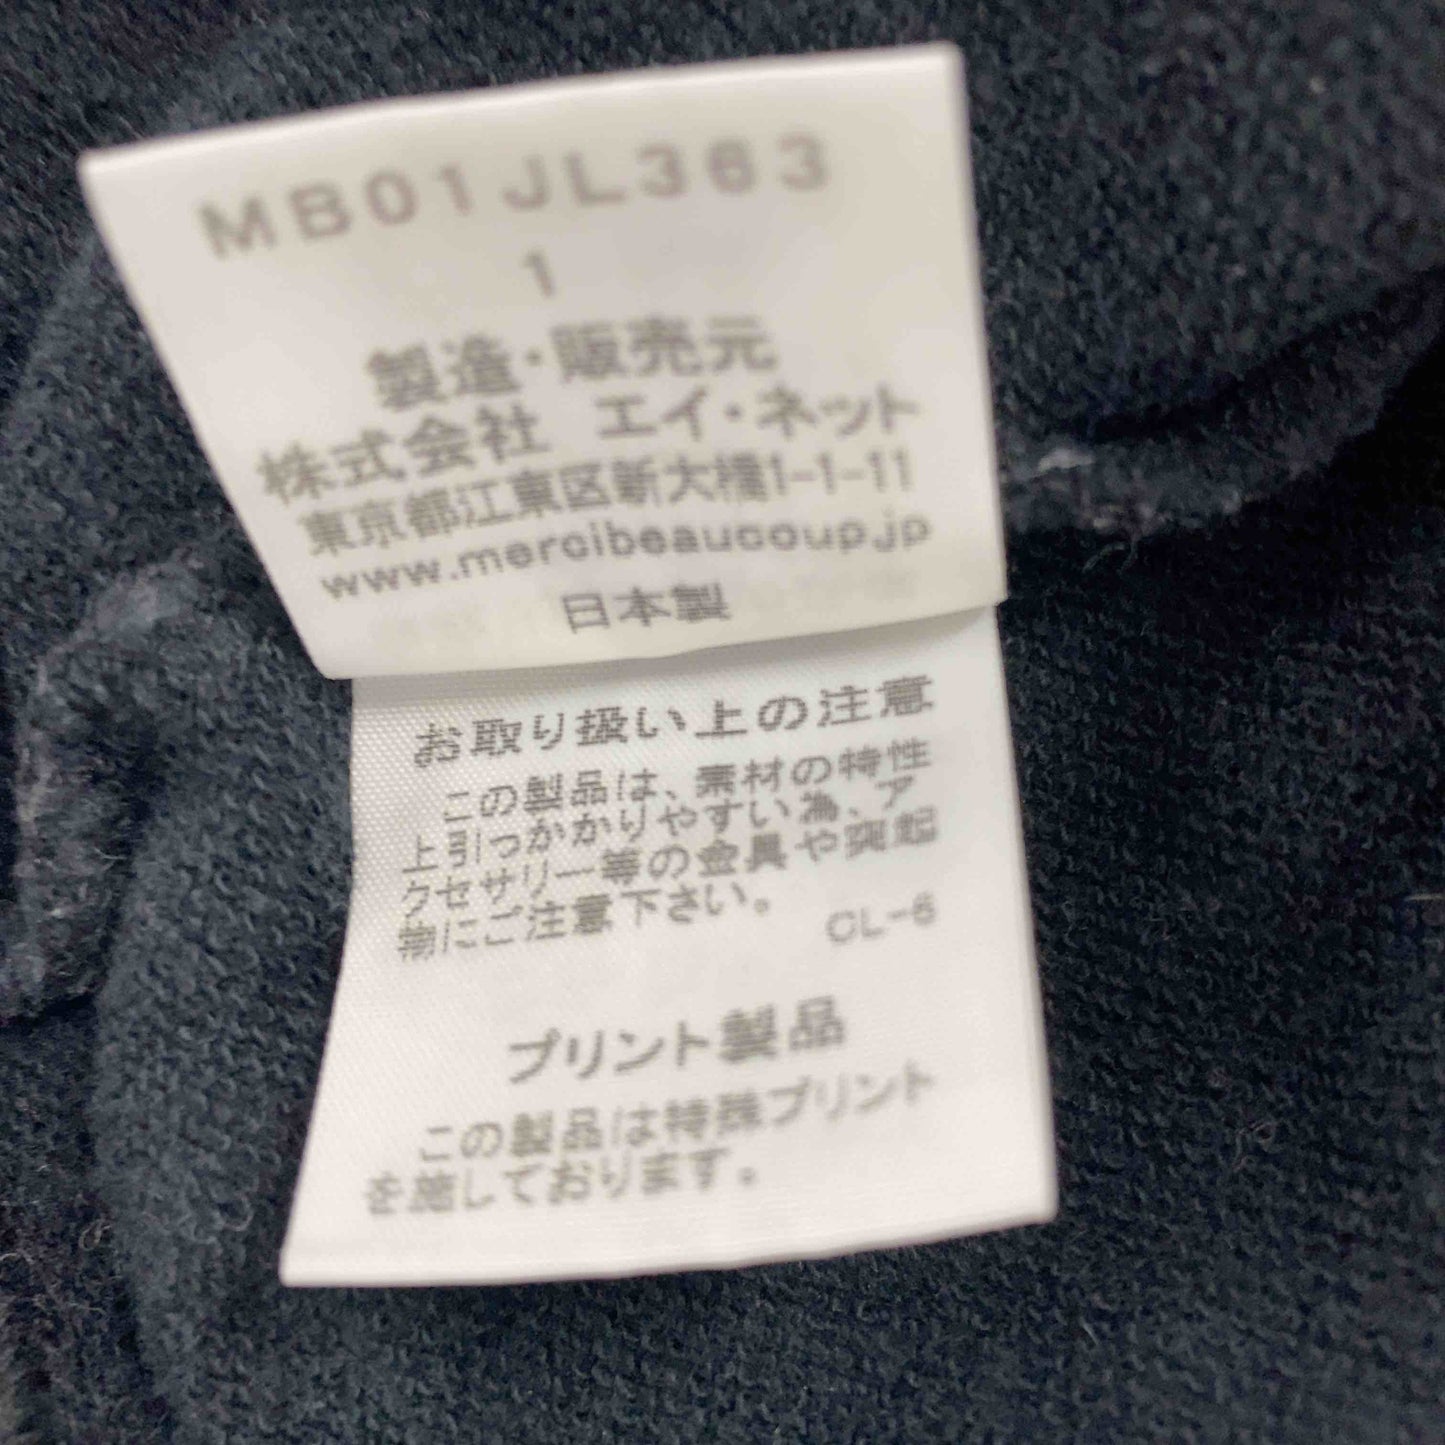 MB01JL363
1
製造・販売元
株式会社 エイ・ネット
東京都江東区新大橋1-1-11
www.mercibeaucoup.jp
日本製
お取り扱い上の注意
この製品は、素材の特性
上引っかかりやすい為、ア
クセサリー等の金具や突起
物にご注意下さい。
CL-6
プリント製品
この製品は特殊プリント
を施しております。